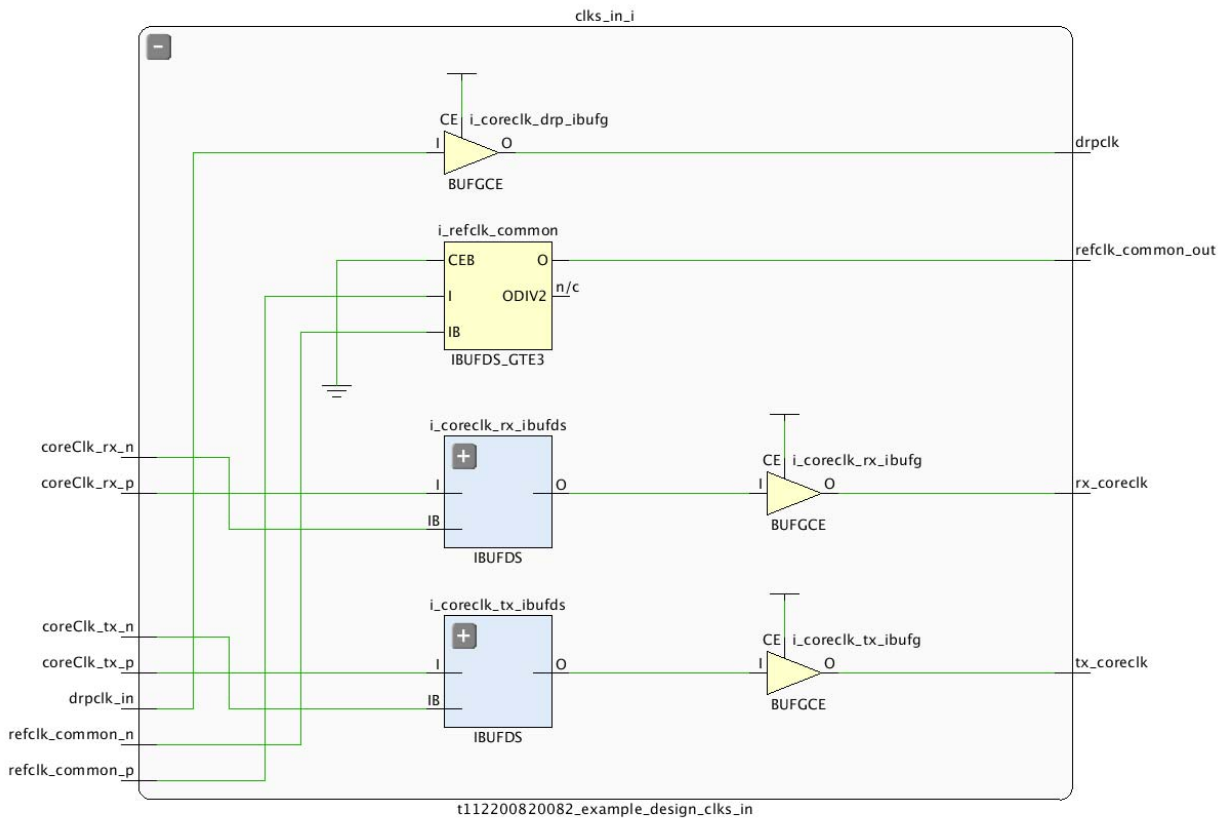 clks_in_i
CE i_coreclk_drp_ibufg
I O
drpclk
BUFGCE
i_refclk_common
CEB O
refclk_common_out
I ODIV2 n/c
IB
IBUFDS_GTE3
i_coreclk_rx_ibufds
coreClk_rx_n
CE i_coreclk_rx_ibufg
coreClk_rx_p
I O
I O
rx_coreclk
IB
BUFGCE
IBUFDS
i_coreclk_tx_ibufds
coreClk_tx_n
CE i_coreclk_tx_ibufg
coreClk_tx_p
I O
I O
tx_coreclk
drpclk_in
IB
BUFGCE
refclk_common_n
IBUFDS
refclk_common_p
t112200820082_example_design_clks_in